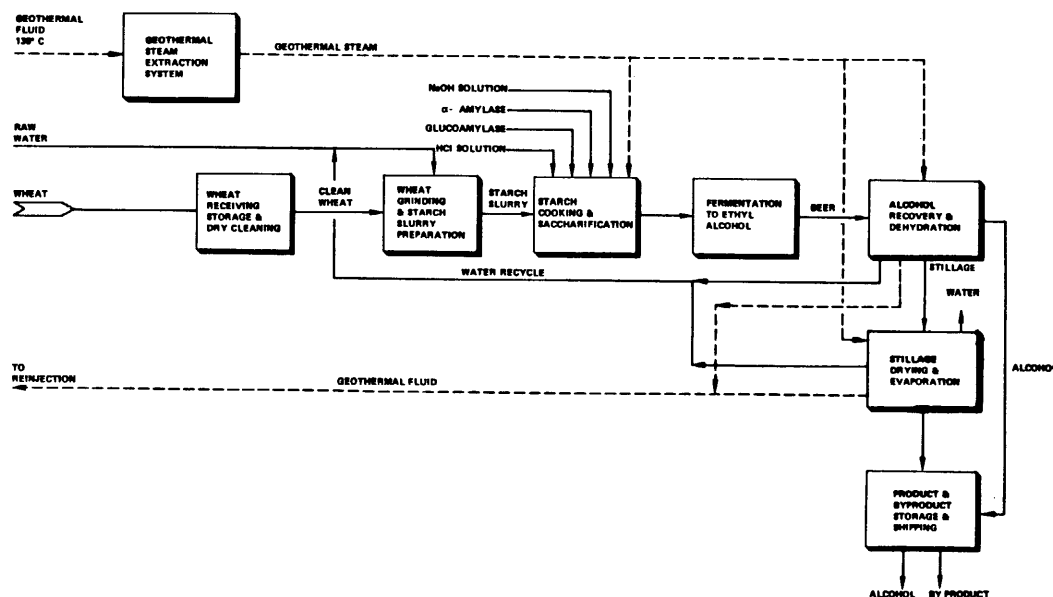 GEOTHERMAL
FLUID
130° C
GEOTHERMAL
STEAM
EXTRACTION
SYSTEM
GEOTHERMAL STEAM
NaOH SOLUTION
α- AMYLASE
GLUCOAMYLASE
HCl SOLUTION
RAW
WATER
WHEAT
WHEAT
RECEIVING
STORAGE &
DRY CLEANING
CLEAN
WHEAT
WHEAT
GRINDING
& STARCH
SLURRY
PREPARATION
STARCH
SLURRY
STARCH
COOKING &
SACCHARIFICATION
FERMENTATION
TO ETHYL
ALCOHOL
BEER
ALCOHOL
RECOVERY &
DEHYDRATION
WATER RECYCLE
STILLAGE
WATER
TO
REINJECTION
GEOTHERMAL FLUID
STILLAGE
DRYING &
EVAPORATION
ALCOHO
PRODUCT &
BYPRODUCT
STORAGE &
SHIPPING
ALCOHOL
BY PRODUCT